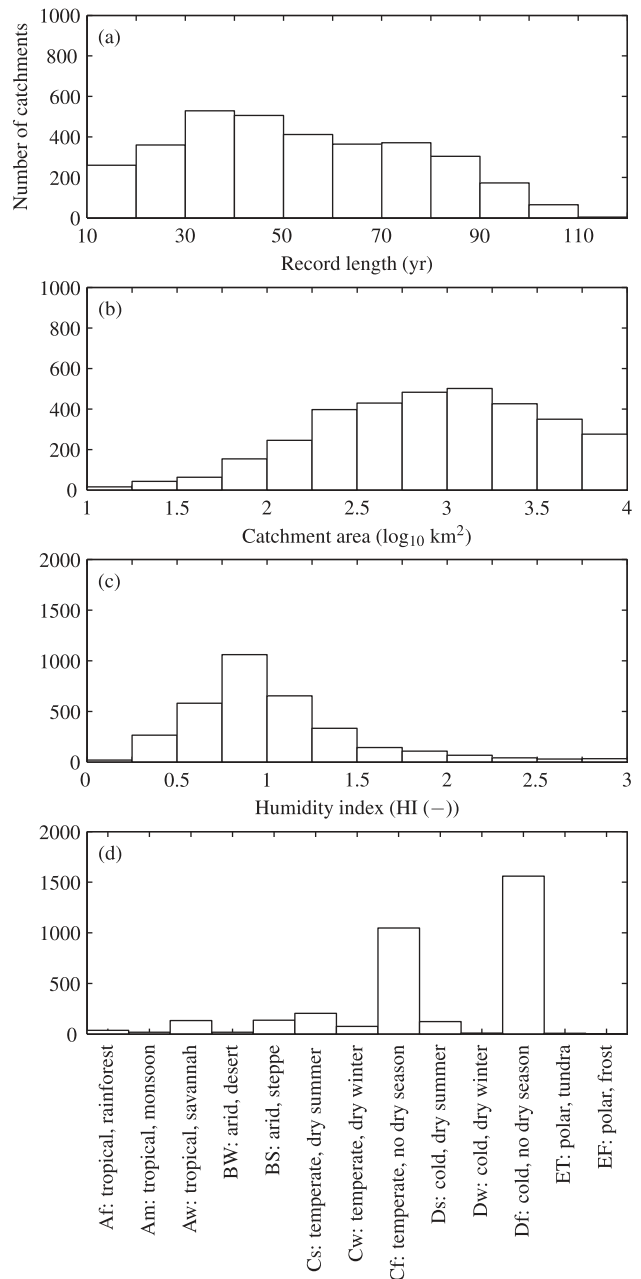 (a)
1000
800
600
400
200
0
Number of catchments
10 30 50 70 90 110
Record length (yr)
(b)
1000
800
600
400
200
0
1 1.5 2 2.5 3 3.5 4
Catchment area (log10 km2)
(c)
2000
1500
1000
500
0
0 0.5 1 1.5 2 2.5 3
Humidity index (HI (−))
(d)
2000
1500
1000
500
0
Af: tropical, rainforest
Am: tropical, monsoon
Aw: tropical, savannah
BW: arid, desert
BS: arid, steppe
Cs: temperate, dry summer
Cw: temperate, dry winter
Cf: temperate, no dry season
Ds: cold, dry summer
Dw: cold, dry winter
Df: cold, no dry season
ET: polar, tundra
EF: polar, frost